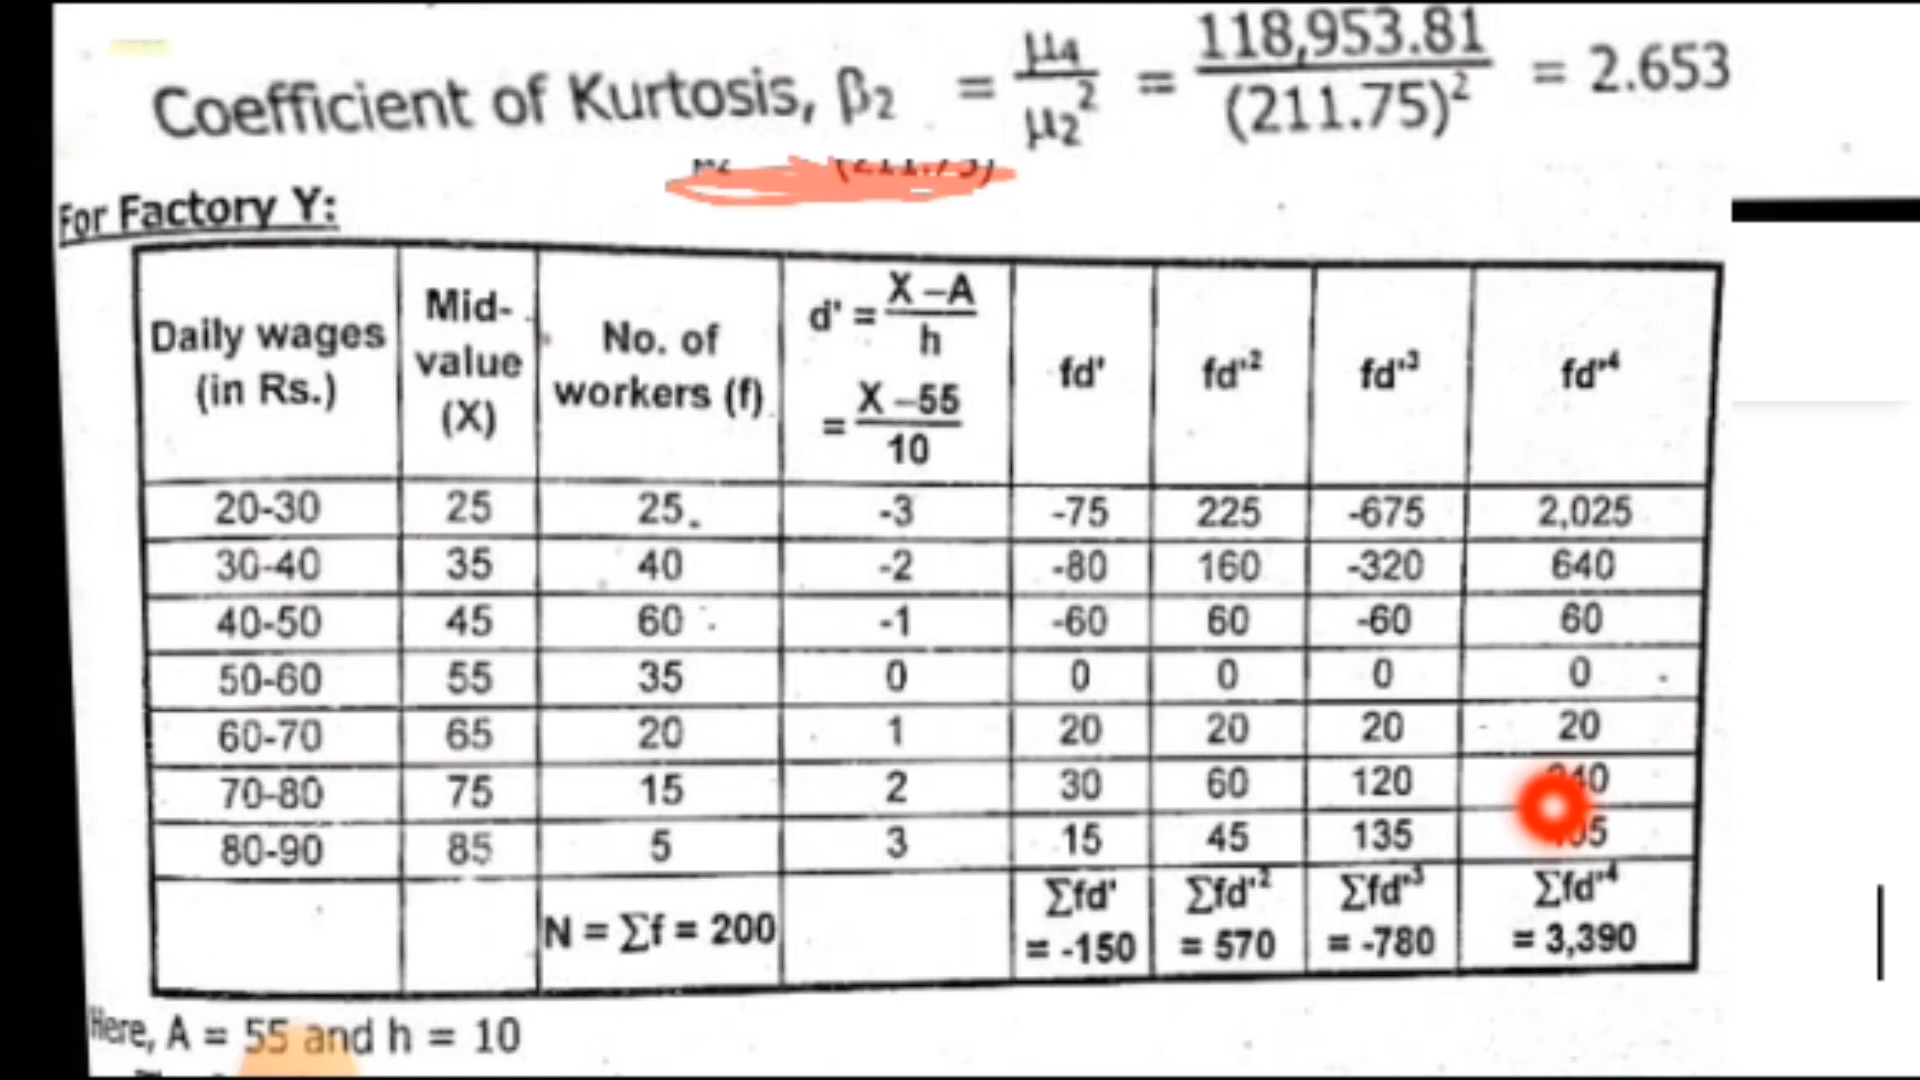 Coefficient of Kurtosis, β₂ = μ₄ / μ₂² = 118,953.81 / (211.75)² = 2.653
For Factory Y:
Daily wages (in Rs.) | Mid-value (X) | No. of workers (f) | d' = X – A / h = X – 55 / 10 | fd' | fd'² | fd'³ | fd'⁴
20-30 | 25 | 25 | -3 | -75 | 225 | -675 | 2,025
30-40 | 35 | 40 | -2 | -80 | 160 | -320 | 640
40-50 | 45 | 60 | -1 | -60 | 60 | -60 | 60
50-60 | 55 | 35 | 0 | 0 | 0 | 0 | 0
60-70 | 65 | 20 | 1 | 20 | 20 | 20 | 20
70-80 | 75 | 15 | 2 | 30 | 60 | 120
80-90 | 85 | 5 | 3 | 15 | 45 | 135
N = ∑f = 200 | ∑fd' = -150 | ∑fd'² = 570 | ∑fd'³ = -780 | ∑fd'⁴ = 3,390
Here, A = 55 and h = 10